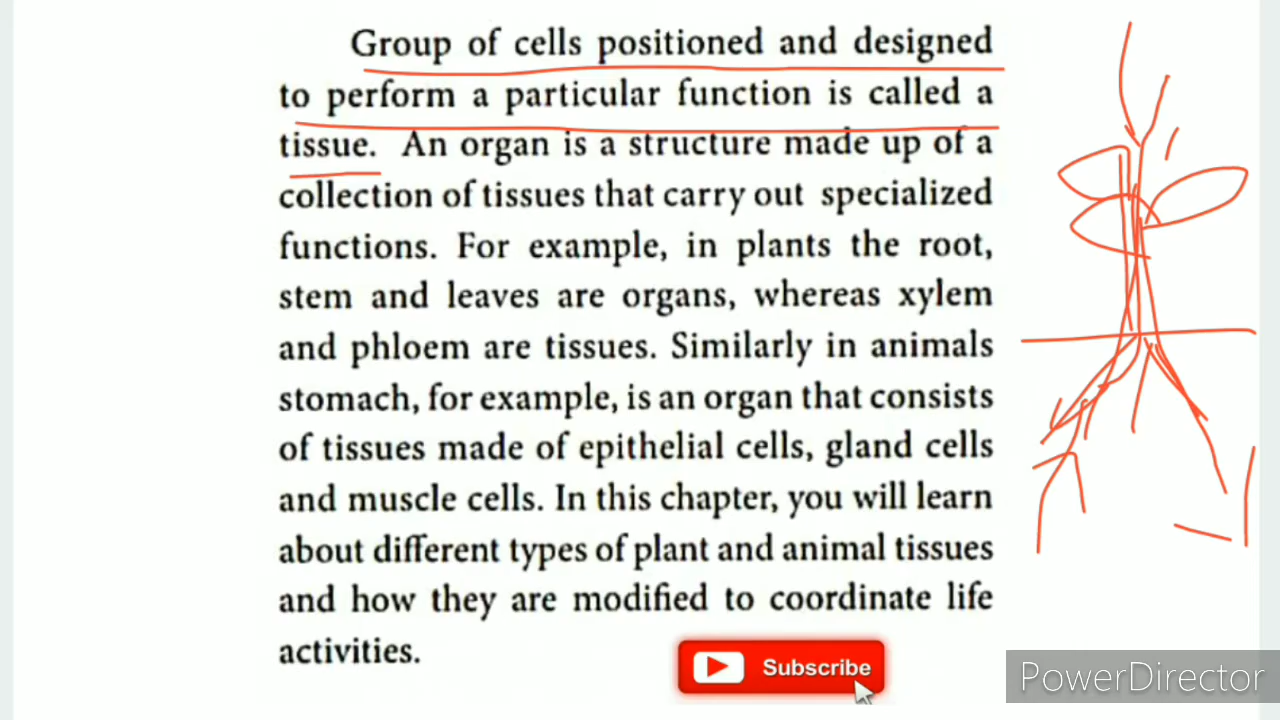 Group of cells positioned and designed
to perform a particular function is called a
tissue. An organ is a structure made up of a
collection of tissues that carry out specialized
functions. For example, in plants the root,
stem and leaves are organs, whereas xylem
and phloem are tissues. Similarly in animals
stomach, for example, is an organ that consists
of tissues made of epithelial cells, gland cells
and muscle cells. In this chapter, you will learn
about different types of plant and animal tissues
and how they are modified to coordinate life
activities.
Subscribe
PowerDirector